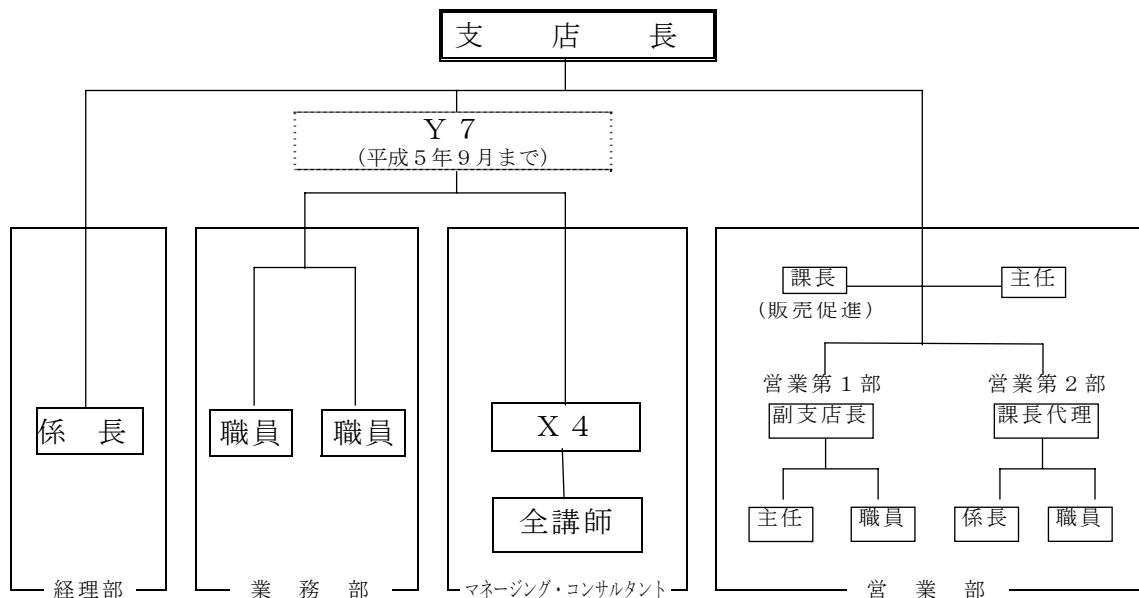 支店長
Y７
(平成５年９月まで)
課長
主任
(販売促進)
営業第１部
営業第２部
係長
職員
職員
X４
副支店長
課長代理
全講師
主任
職員
係長
職員
経理部
業務部
マネージング・コンサルタント
営業部